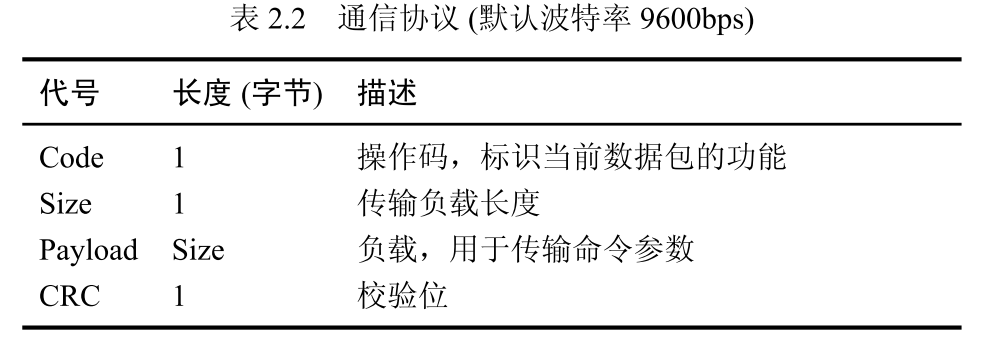 表 2.2 通信协议 (默认波特率 9600bps)
代号 长度 (字节) 描述
Code 1 操作码，标识当前数据包的功能
Size 1 传输负载长度
Payload Size 负载，用于传输命令参数
CRC 1 校验位